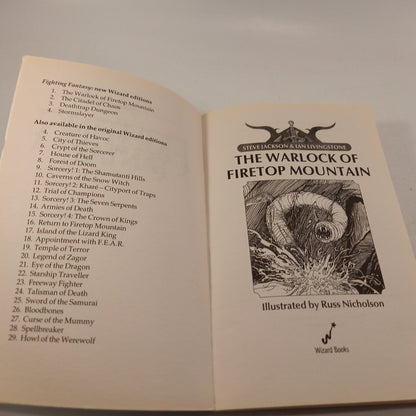 Fighting Fantasy: new Wizard editions
1. The Warlock of Firetop Mountain
2. The Citadel of Chaos
3. Deathtrap Dungeon
4. Stormslayer
Also available in the original Wizard editions
4. Creature of Havoc
5. City of Thieves
6. Crypt of the Sorcerer
7. House of Hell
8. Forest of Doom
9. Sorcery! 1: The Shamutanti Hills
10. Caverns of the Snow Witch
11. Sorcery! 2: Kharé – Cityport of Traps
12. Trial of Champions
13. Sorcery! 3: The Seven Serpents
14. Armies of Death
15. Sorcery! 4: The Crown of Kings
16. Return to Firetop Mountain
17. Island of the Lizard King
18. Appointment with F.E.A.R.
19. Temple of Terror
20. Legend of Zagor
21. Eye of the Dragon
22. Starship Traveller
23. Freeway Fighter
24. Talisman of Death
25. Sword of the Samurai
26. Bloodbones
27. Curse of the Mummy
28. Spellbreaker
29. Howl of the Werewolf
STEVE JACKSON & IAN LIVINGSTONE
THE WARLOCK OF
FIRETOP MOUNTAIN
Illustrated by Russ Nicholson
Wizard Books